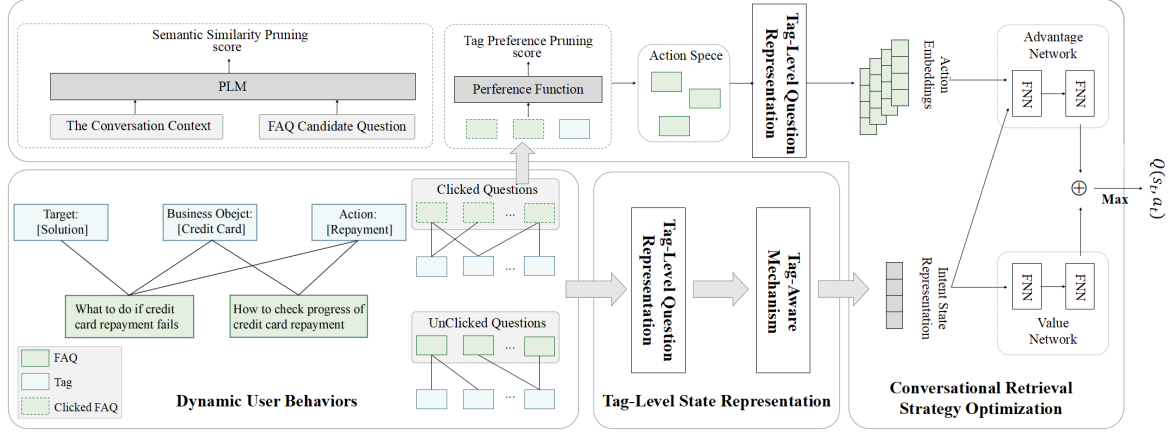 Semantic Similarity Pruning
score
PLM
The Conversation Context
FAQ Candidate Question
Tag Preference Pruning
score
Perference Function
Action Spece
Tag-Level Question
Representation
Action
Embeddings
Advantage
Network
FNN
FNN
Max
Q(s_t, a_t)
Target:
[Solution]
Business Obejct:
[Credit Card]
Action:
[Repayment]
What to do if credit
card repayment fails
How to check progress of
credit card repayment
FAQ
Tag
Clicked FAQ
Dynamic User Behaviors
Clicked Questions
...
...
UnClicked Questions
...
...
Tag-Level Question
Representation
Tag-Aware
Mechanism
Tag-Level State Representation
Intent State
Representation
FNN
FNN
Value
Network
Conversational Retrieval
Strategy Optimization